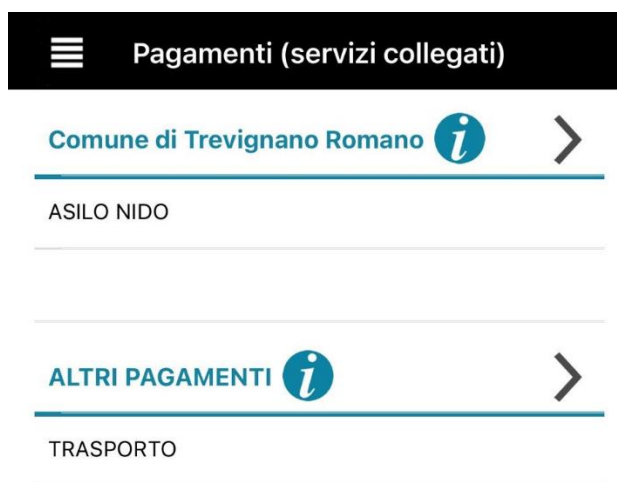 Pagamenti (servizi collegati)
Comune di Trevignano Romano i
ASILO NIDO
ALTRI PAGAMENTI i
TRASPORTO